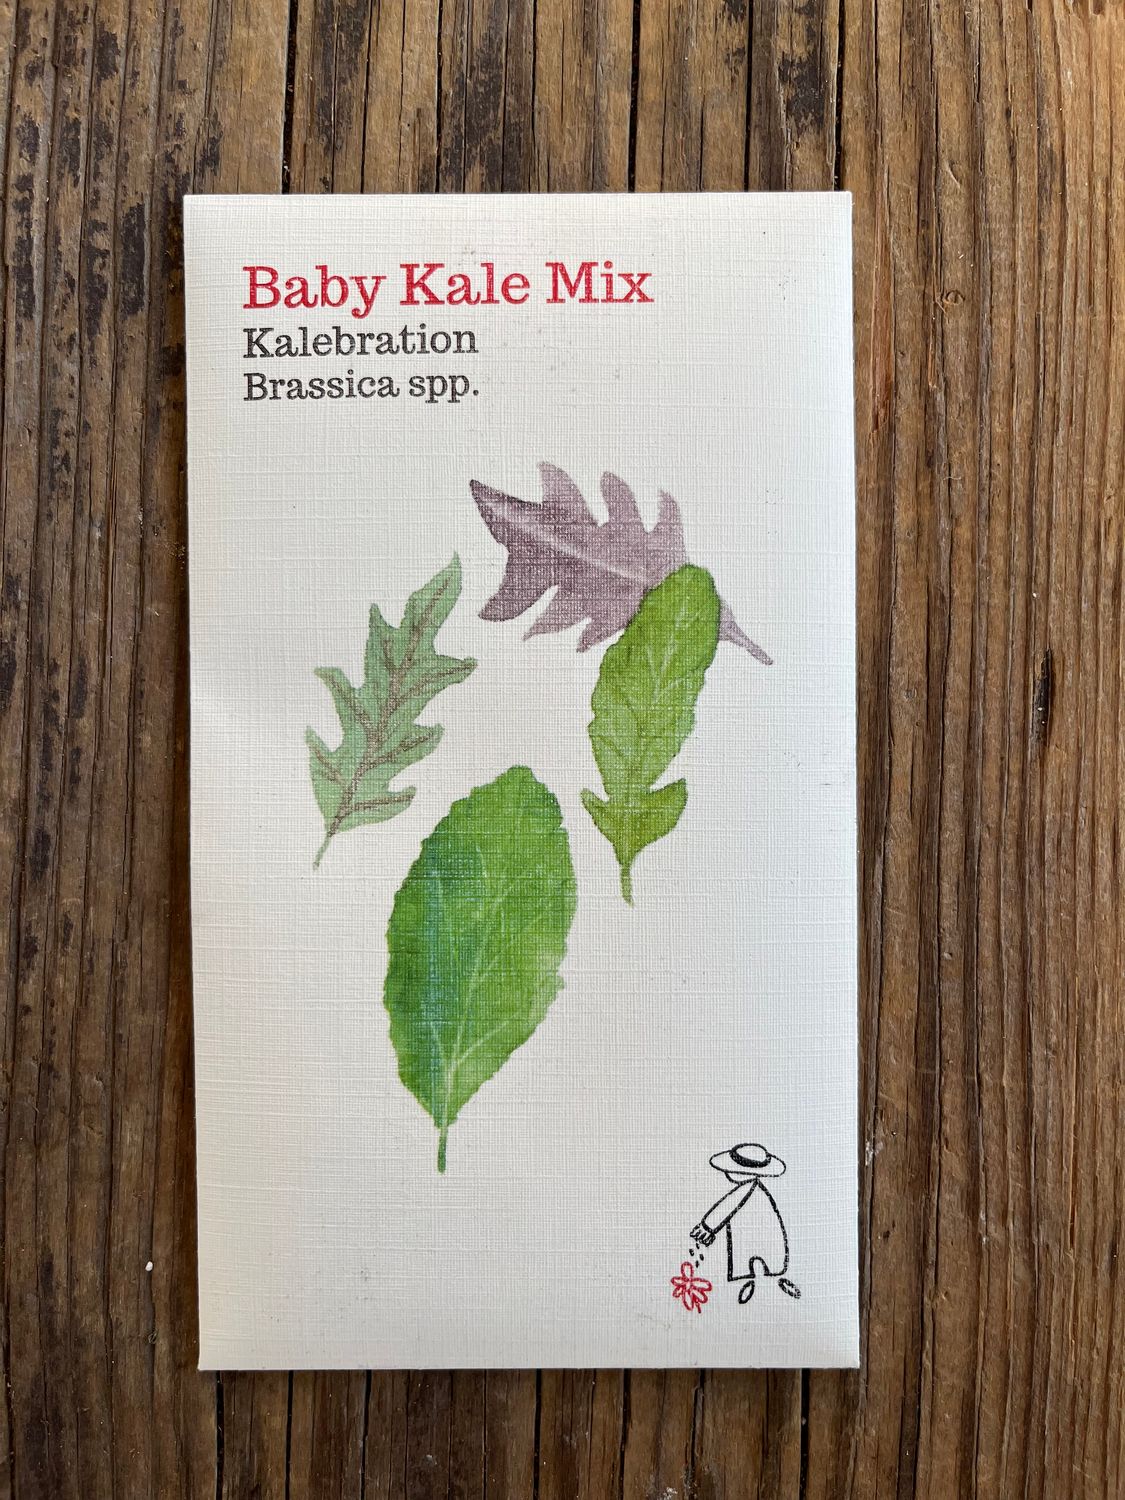 Baby Kale Mix
Kalebration
Brassica spp.